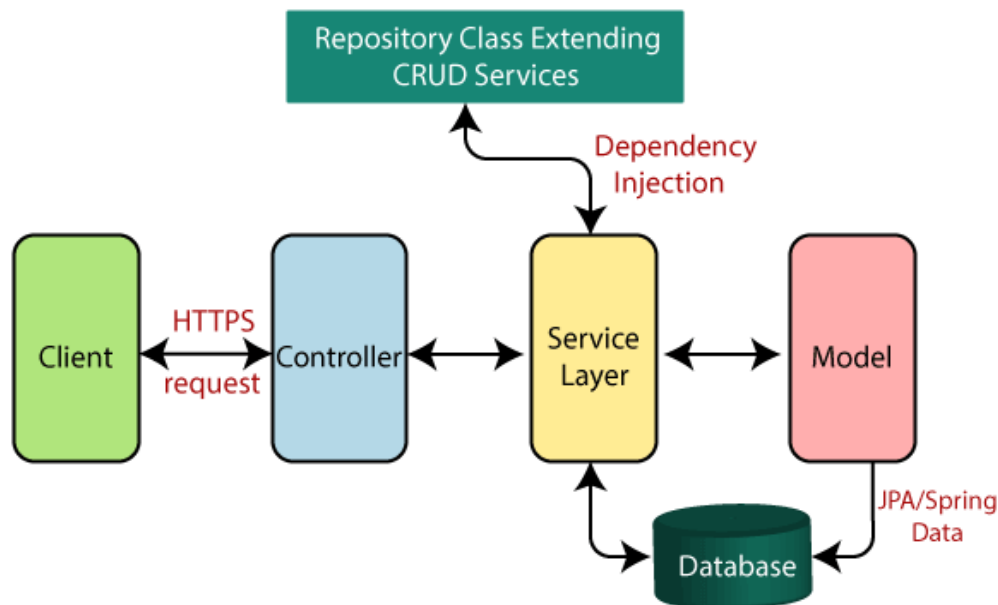 Repository Class Extending
CRUD Services
Dependency
Injection
Client
HTTPS
request
Controller
Service
Layer
Model
JPA/Spring
Data
Database